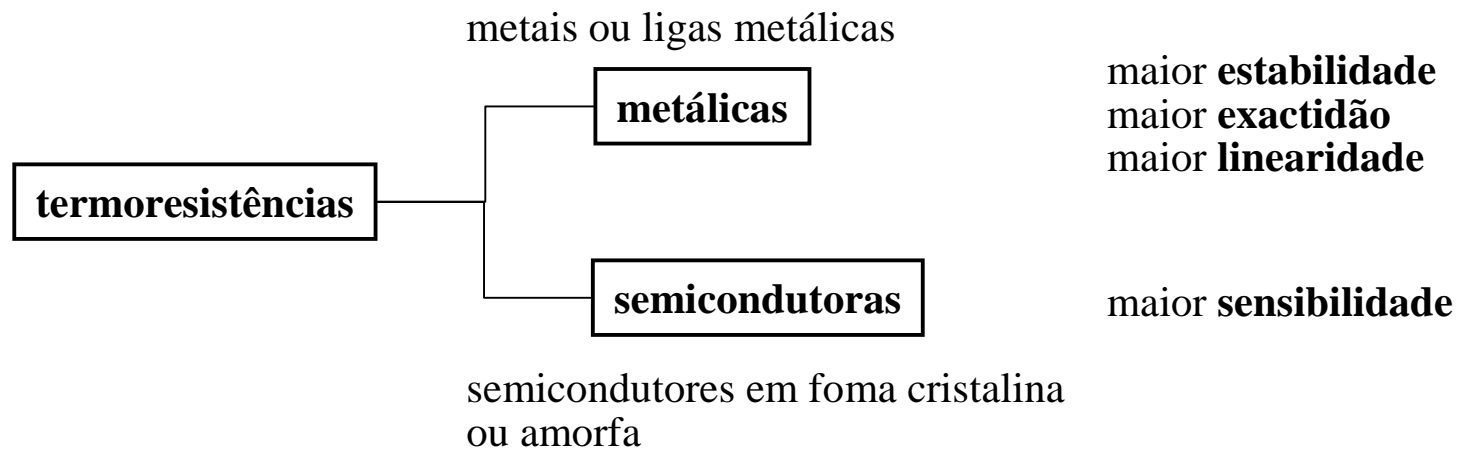 metais ou ligas metálicas
metálicas
maior estabilidade
maior exactidão
maior linearidade
termoresistências
semicondutoras
maior sensibilidade
semicondutores em foma cristalina
ou amorfa